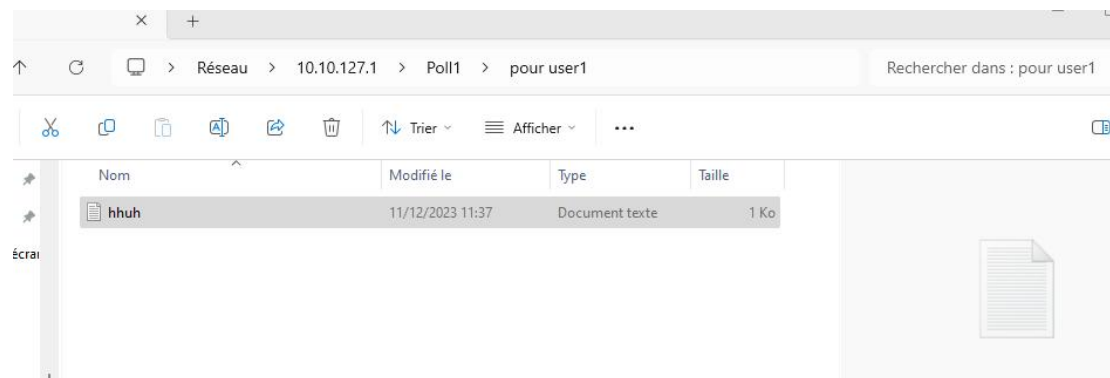 Réseau > 10.10.127.1 > Poll1 > pour user1
Rechercher dans : pour user1
Trier
Afficher
Nom
Modifié le
Type
Taille
hhuh
11/12/2023 11:37
Document texte
1 Ko